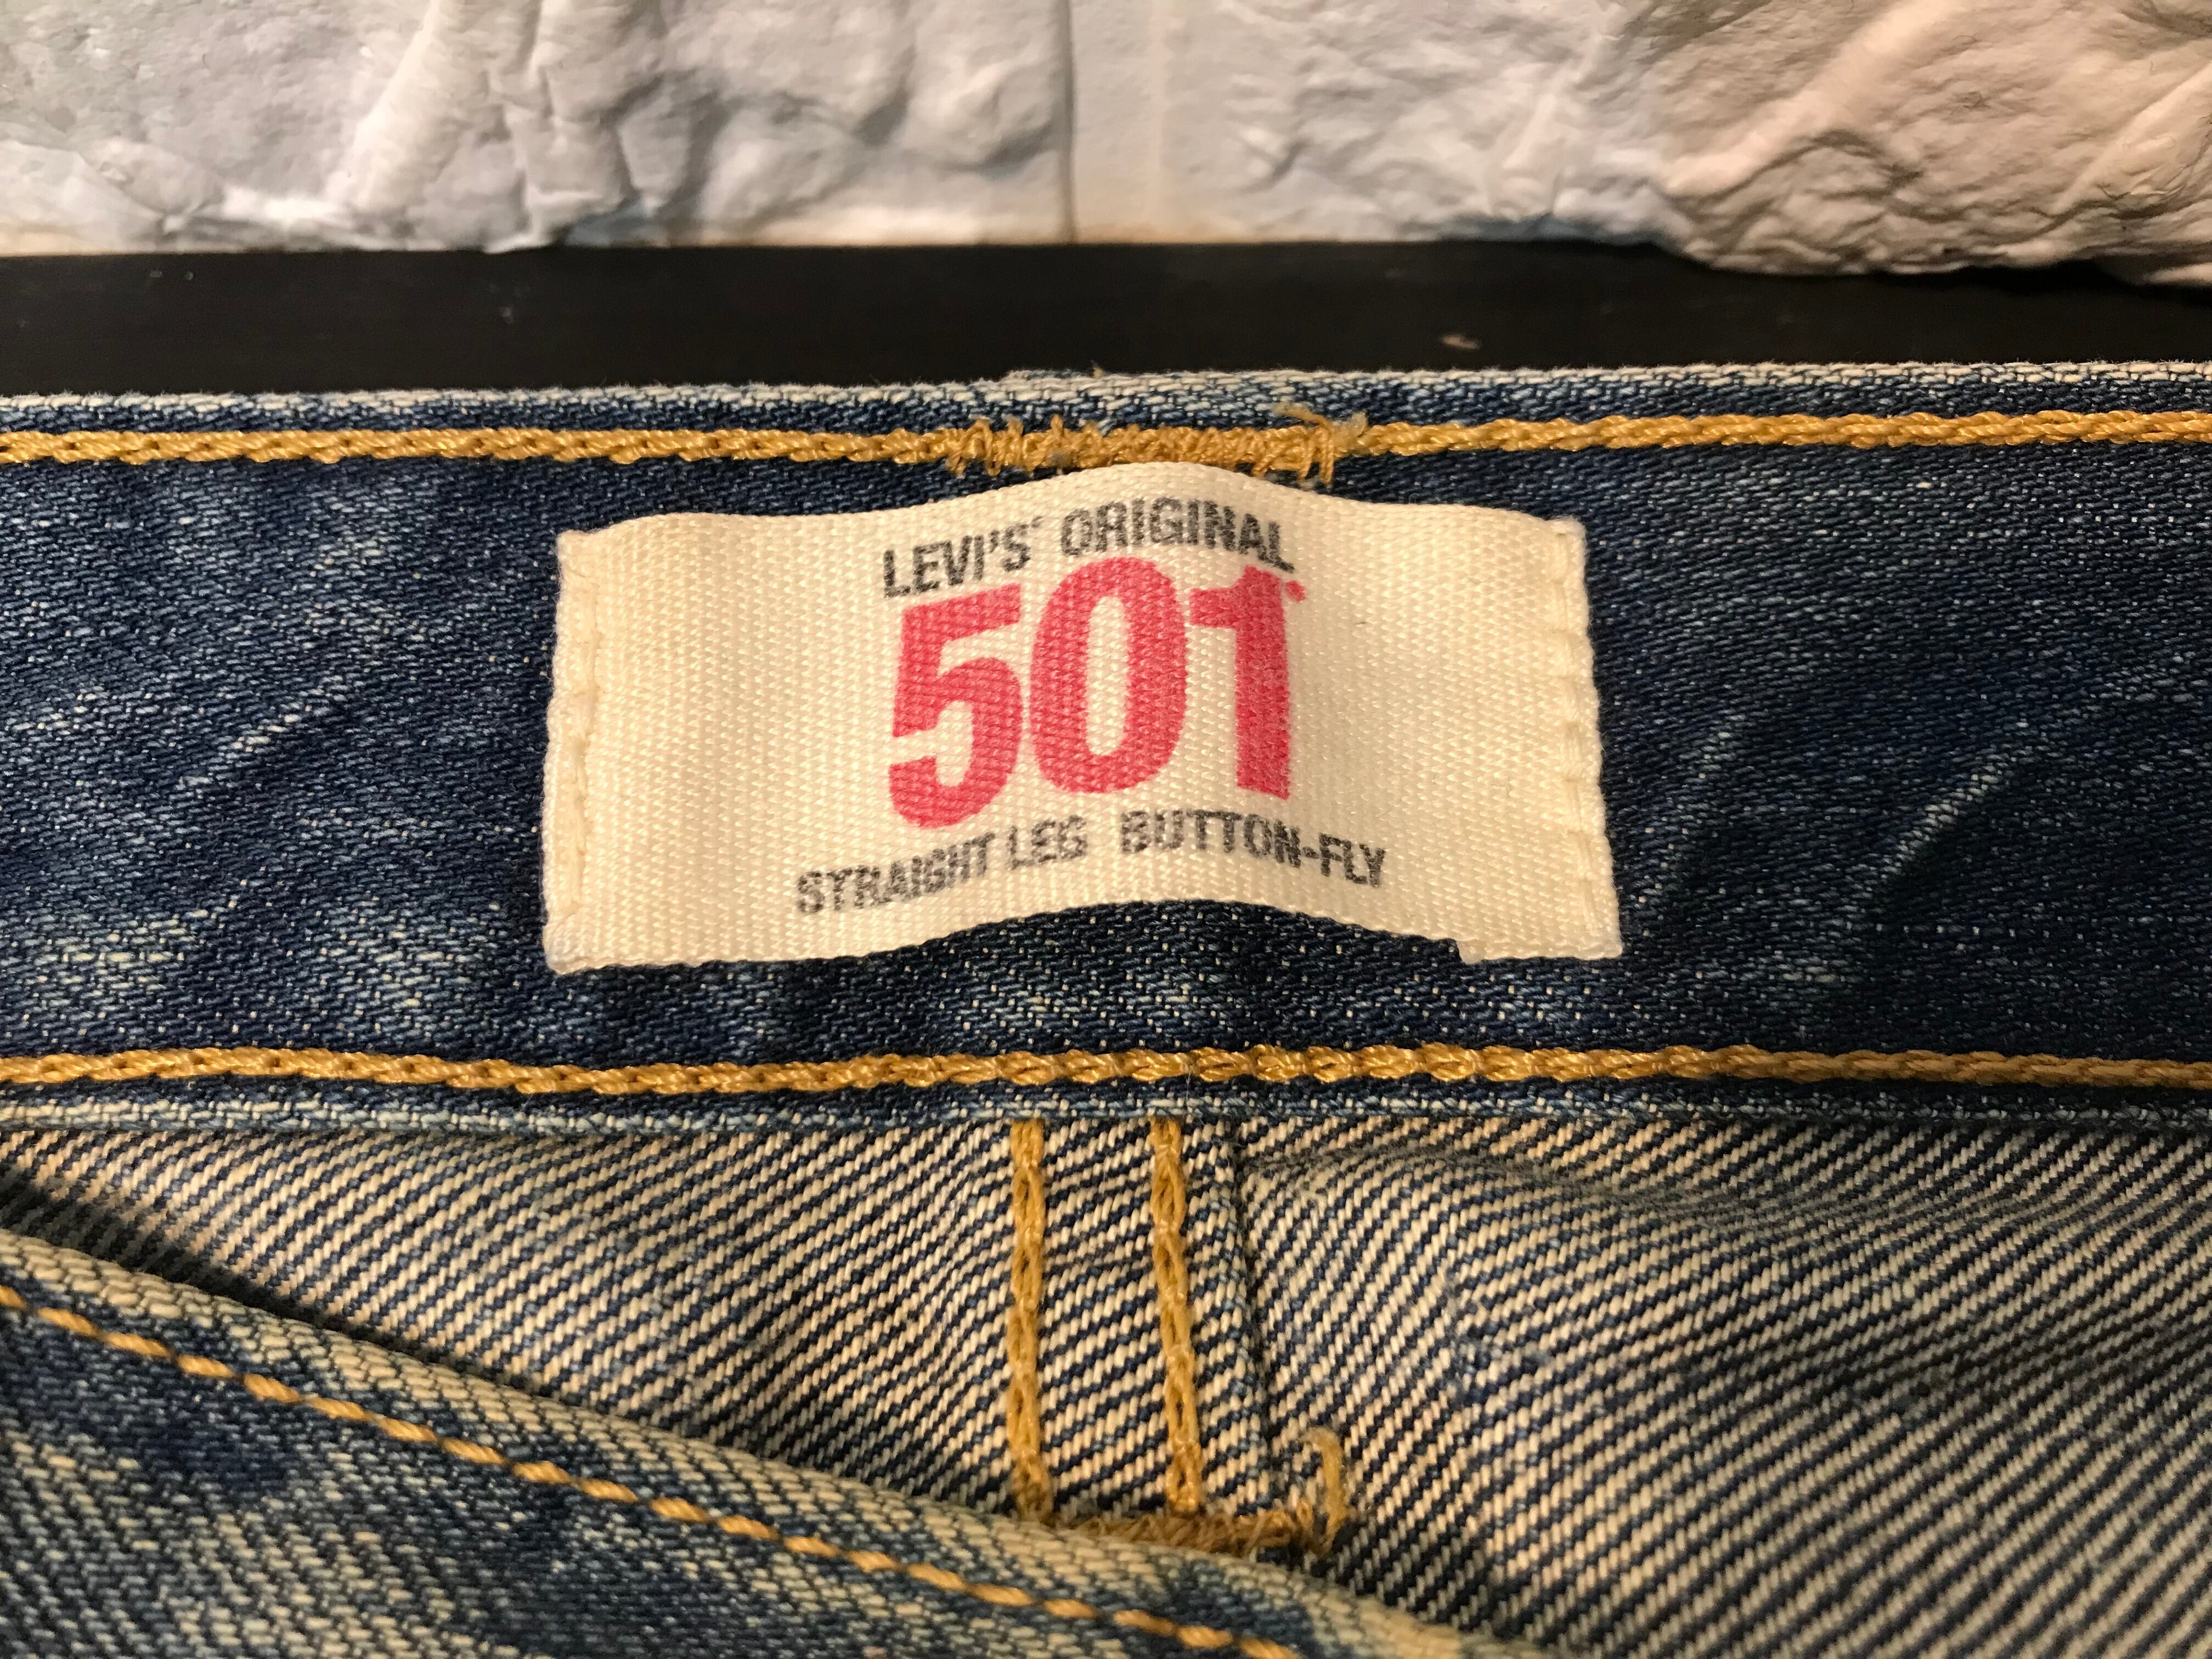 LEVI'S® ORIGINAL
501®
STRAIGHT LEG BUTTON-FLY